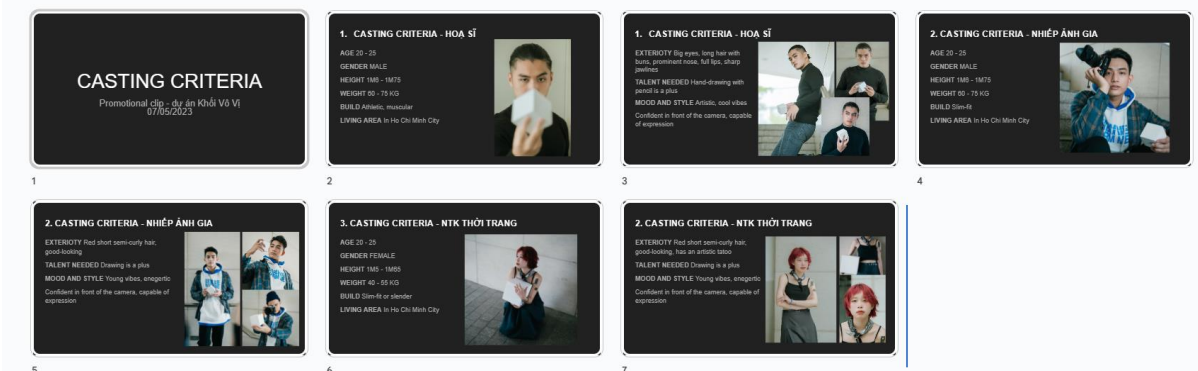 CASTING CRITERIA
Promotional clip - dự án Khối Vô Vị
07/05/2023
1
1. CASTING CRITERIA - HOẠ SĨ
AGE 20 - 25
GENDER MALE
HEIGHT 1M6 - 1M75
WEIGHT 60 - 75 KG
BUILD Athletic, muscular
LIVING AREA In Ho Chi Minh City
2
1. CASTING CRITERIA - HOẠ SĨ
EXTERIOTY Big eyes, long hair with
buns, prominent nose, full lips, sharp
jawlines
TALENT NEEDED Hand-drawing with
pencil is a plus
MOOD AND STYLE Artistic, cool vibes
Confident in front of the camera, capable
of expression
3
2. CASTING CRITERIA - NHIẾP ẢNH GIA
AGE 20 - 25
GENDER MALE
HEIGHT 1M6 - 1M75
WEIGHT 60 - 75 KG
BUILD Slim-fit
LIVING AREA In Ho Chi Minh City
4
2. CASTING CRITERIA - NHIẾP ẢNH GIA
EXTERIOTY Red short semi-curly hair,
good-looking
TALENT NEEDED Drawing is a plus
MOOD AND STYLE Young vibes, enegertic
Confident in front of the camera, capable of
expression
5
3. CASTING CRITERIA - NTK THỜI TRANG
AGE 20 - 25
GENDER FEMALE
HEIGHT 1M5 - 1M65
WEIGHT 40 - 55 KG
BUILD Slim-fit or slender
LIVING AREA In Ho Chi Minh City
6
2. CASTING CRITERIA - NTK THỜI TRANG
EXTERIOTY Red short semi-curly hair,
good-looking, has an artistic tatoo
TALENT NEEDED Drawing is a plus
MOOD AND STYLE Young vibes, enegertic
Confident in front of the camera, capable of
expression
7